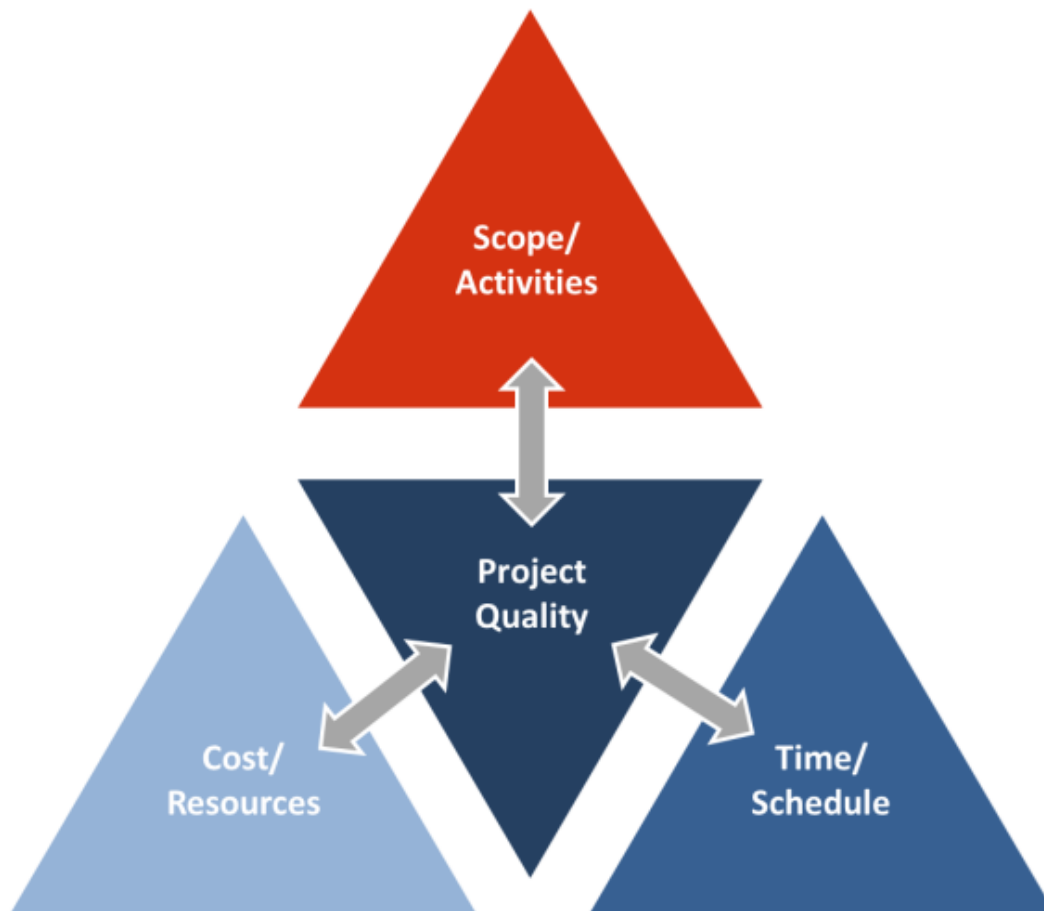 Scope/
Activities
Project
Quality
Cost/
Resources
Time/
Schedule